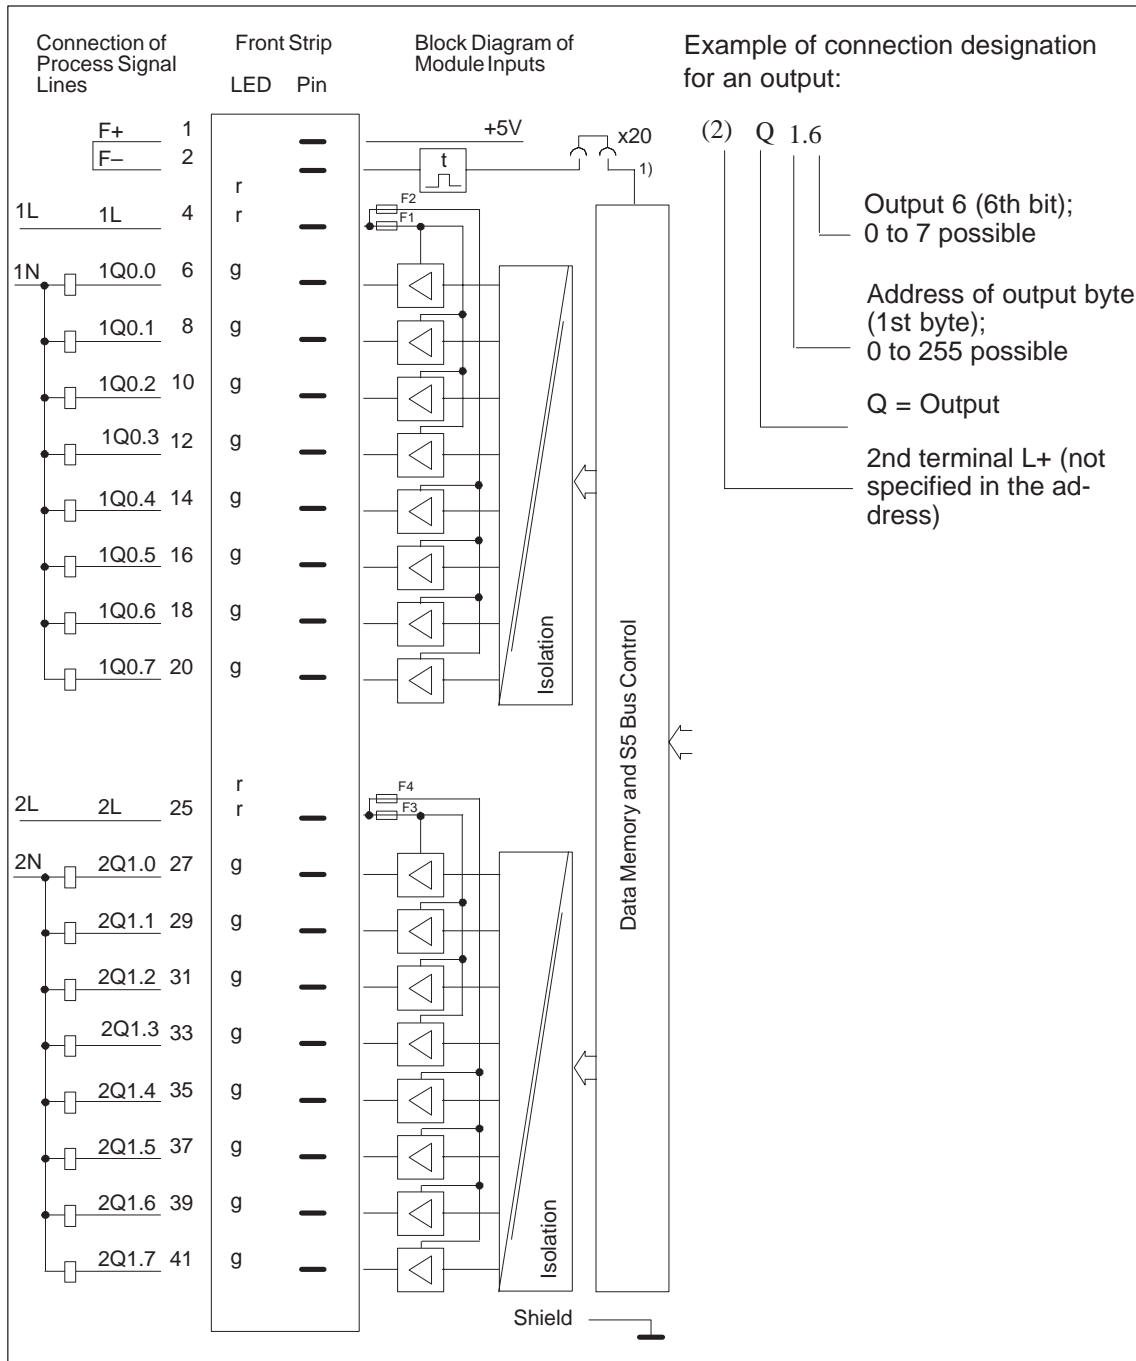 Connection of
Process Signal
Lines
Front Strip
LED Pin
Block Diagram of
Module Inputs
Example of connection designation
for an output:
F+ 1
F– 2
+5V
t
x20
1)
(2) Q 1.6
Output 6 (6th bit);
0 to 7 possible
Address of output byte
(1st byte);
0 to 255 possible
Q = Output
2nd terminal L+ (not
specified in the ad-
dress)
r
1L 1L 4 r
F2
F1
1N 1Q0.0 6 g
1Q0.1 8 g
1Q0.2 10 g
1Q0.3 12 g
1Q0.4 14 g
1Q0.5 16 g
1Q0.6 18 g
1Q0.7 20 g
Isolation
Data Memory and S5 Bus Control
r
2L 2L 25 r
F4
F3
2N 2Q1.0 27 g
2Q1.1 29 g
2Q1.2 31 g
2Q1.3 33 g
2Q1.4 35 g
2Q1.5 37 g
2Q1.6 39 g
2Q1.7 41 g
Isolation
Shield